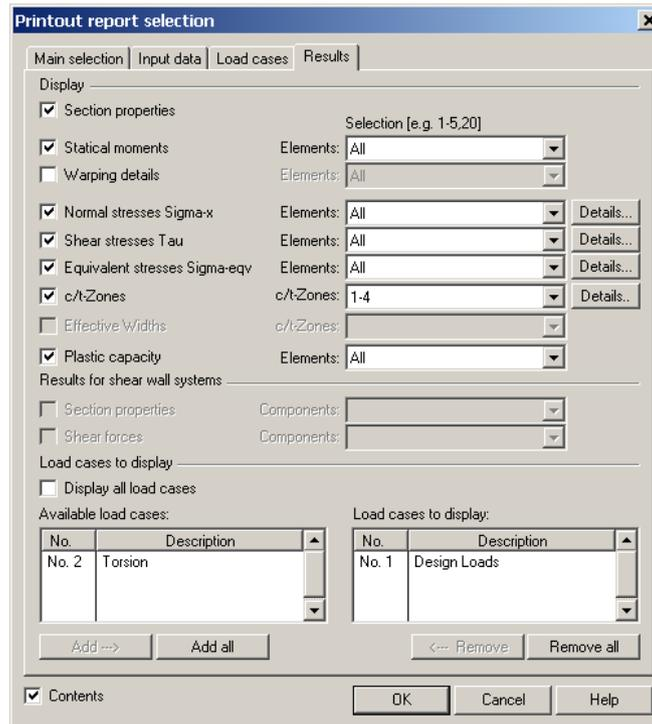 Printout report selection
Main selection Input data Load cases Results
Display
Section properties
Selection [e.g. 1-5,20]
Statical moments Elements: All
Warping details Elements: All
Normal stresses Sigma-x Elements: All Details...
Shear stresses Tau Elements: All Details...
Equivalent stresses Sigma-eqv Elements: All Details...
c/t-Zones c/t-Zones: 1-4 Details..
Effective Widths c/t-Zones:
Plastic capacity Elements: All
Results for shear wall systems
Section properties Components:
Shear forces Components:
Load cases to display
Display all load cases
Available load cases: Load cases to display:
No. Description No. Description
No. 2 Torsion No. 1 Design Loads
Add ---> Add all <--- Remove Remove all
Contents OK Cancel Help